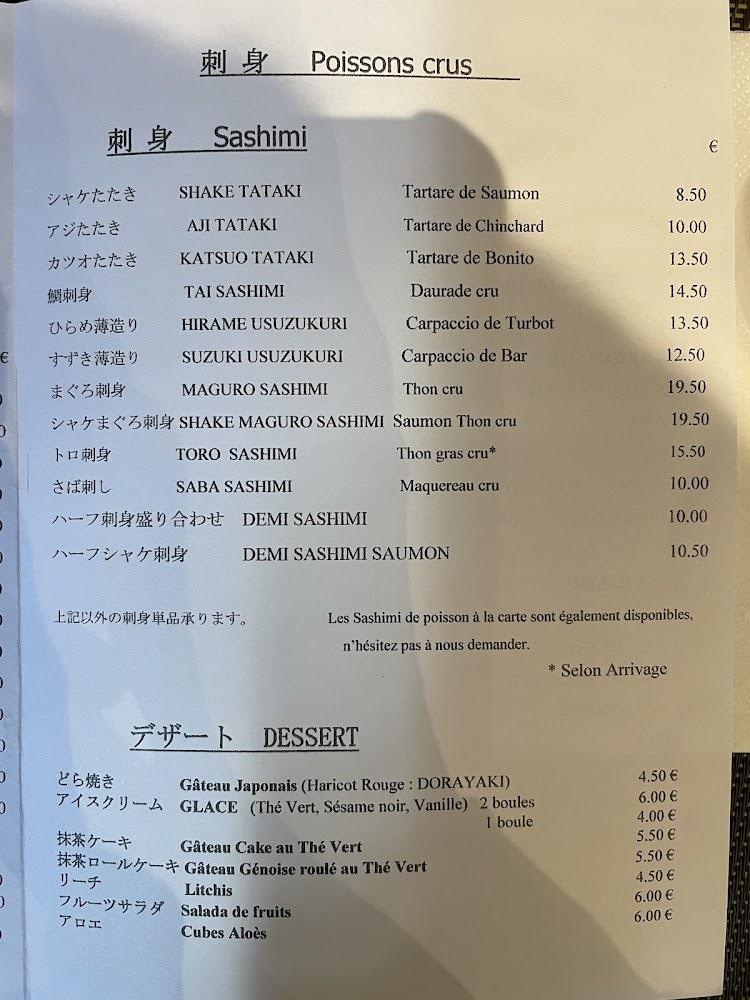 刺 身 Poissons crus
刺 身 Sashimi
€
シャケたたき SHAKE TATAKI Tartare de Saumon 8.50
アジたたき AJI TATAKI Tartare de Chinchard 10.00
カツオたたき KATSUO TATAKI Tartare de Bonito 13.50
鯛刺身 TAI SASHIMI Daurade cru 14.50
ひらめ薄造り HIRAME USUZUKURI Carpaccio de Turbot 13.50
すずき薄造り SUZUKI USUZUKURI Carpaccio de Bar 12.50
まぐろ刺身 MAGURO SASHIMI Thon cru 19.50
シャケまぐろ刺身 SHAKE MAGURO SASHIMI Saumon Thon cru 19.50
トロ刺身 TORO SASHIMI Thon gras cru* 15.50
さば刺し SABA SASHIMI Maquereau cru 10.00
ハーフ刺身盛り合わせ DEMI SASHIMI 10.00
ハーフシャケ刺身 DEMI SASHIMI SAUMON 10.50
上記以外の刺身単品承ります。 Les Sashimi de poisson à la carte sont également disponibles,
n'hésitez pas à nous demander.
* Selon Arrivage
デザート DESSERT
どら焼き Gâteau Japonais (Haricot Rouge : DORAYAKI) 4.50 €
アイスクリーム GLACE (Thé Vert, Sésame noir, Vanille) 2 boules 6.00 €
1 boule 4.00 €
抹茶ケーキ Gâteau Cake au Thé Vert 5.50 €
抹茶ロールケーキ Gâteau Génoise roulé au Thé Vert 5.50 €
リーチ Litchis 4.50 €
フルーツサラダ Salada de fruits 6.00 €
アロエ Cubes Aloès 6.00 €